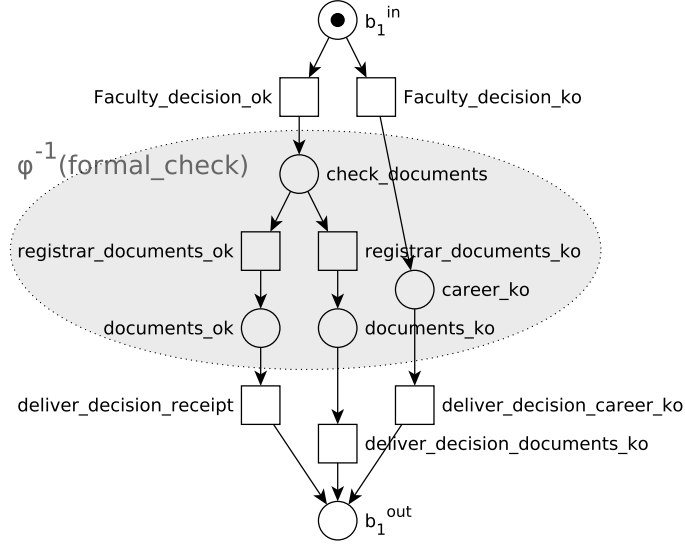 b₁ⁱⁿ
Faculty_decision_ok Faculty_decision_ko
φ⁻¹(formal_check)
check_documents
registrar_documents_ok registrar_documents_ko
career_ko
documents_ok documents_ko
deliver_decision_receipt deliver_decision_career_ko
deliver_decision_documents_ko
b₁ᵒᵘᵗ